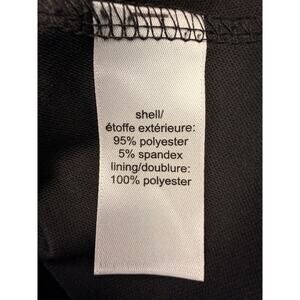 shell/
étoffe extérieure:
95% polyester
5% spandex
lining/doublure:
100% polyester